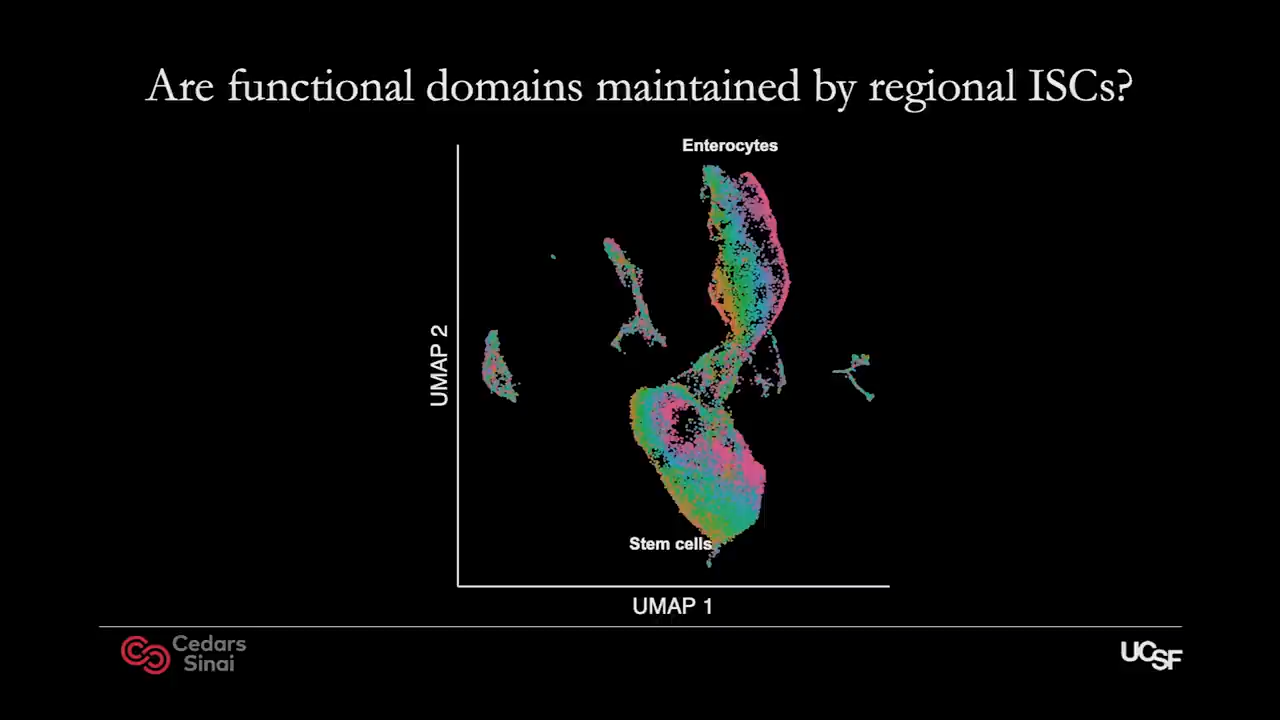 Are functional domains maintained by regional ISCs?
Enterocytes
UMAP 2
Stem cells
UMAP 1
Cedars
Sinai
UCSF